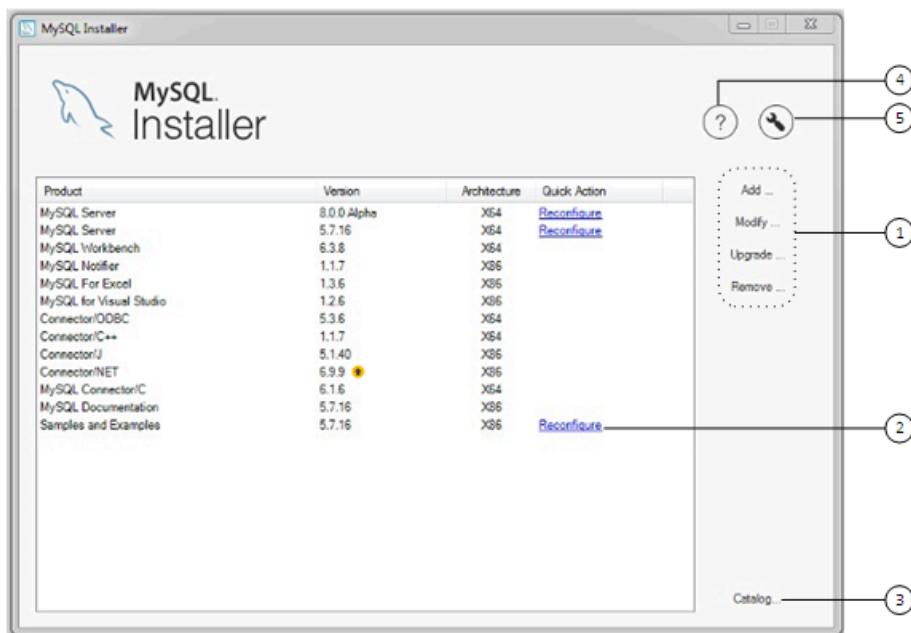 MySQL Installer
4
MySQL.
Installer
?
5
Product Version Architecture Quick Action
Add ...
MySQL Server 8.0.0 Alpha X64 Reconfigure
MySQL Server 5.7.16 X64 Reconfigure
Modify ...
1
MySQL Workbench 6.3.8 X64
MySQL Notifier 1.1.7 X86
Upgrade ...
MySQL For Excel 1.3.6 X86
Remove ...
MySQL for Visual Studio 1.2.6 X86
Connector/ODBC 5.3.6 X64
Connector/C++ 1.1.7 X64
Connector/J 5.1.40 X86
Connector/NET 6.9.9 X86
MySQL Connector/C 6.1.6 X64
MySQL Documentation 5.7.16 X86
Samples and Examples 5.7.16 X86 Reconfigure
2
Catalog...
3